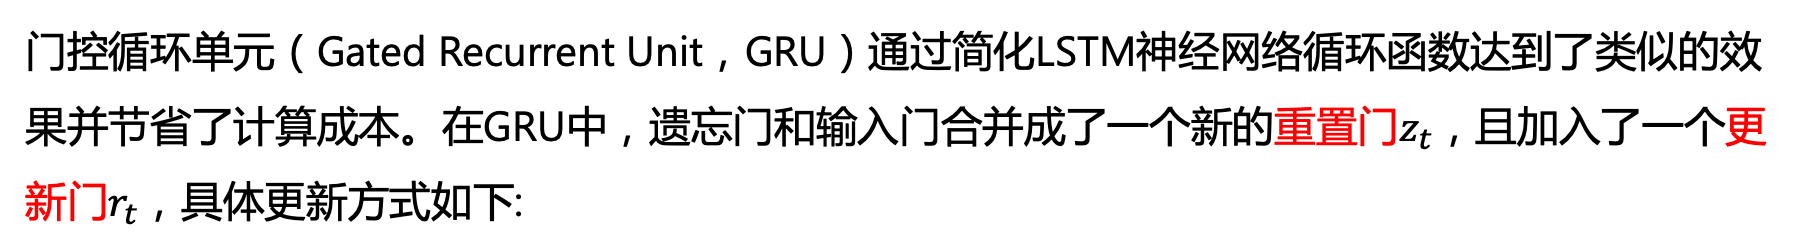 门控循环单元（Gated Recurrent Unit，GRU）通过简化LSTM神经网络循环函数达到了类似的效
果并节省了计算成本。在GRU中，遗忘门和输入门合并成了一个新的重置门zₜ，且加入了一个更
新门rₜ，具体更新方式如下: